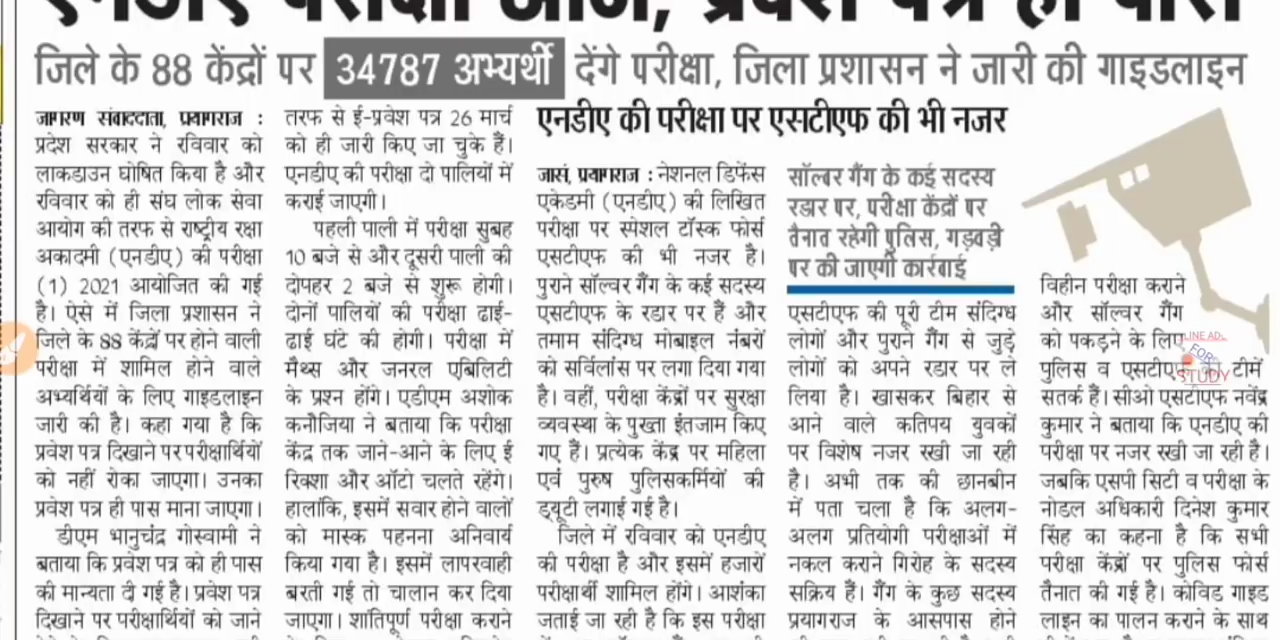 एनडीए परीक्षा आज, प्रवेश पत्र ही पास
जिले के 88 केंद्रों पर 34787 अभ्यर्थी देंगे परीक्षा, जिला प्रशासन ने जारी की गाइडलाइन
जागरण संवाददाता, प्रयागराज :
प्रदेश सरकार ने रविवार को
लाकडाउन घोषित किया है और
रविवार को ही संघ लोक सेवा
आयोग की तरफ से राष्ट्रीय रक्षा
अकादमी (एनडीए) की परीक्षा
(1) 2021 आयोजित की गई
है। ऐसे में जिला प्रशासन ने
जिले के 88 केंद्रों पर होने वाली
परीक्षा में शामिल होने वाले
अभ्यर्थियों के लिए गाइडलाइन
जारी की है। कहा गया है कि
प्रवेश पत्र दिखाने पर परीक्षार्थियों
को नहीं रोका जाएगा। उनका
प्रवेश पत्र ही पास माना जाएगा।
डीएम भानुचंद्र गोस्वामी ने
बताया कि प्रवेश पत्र को ही पास
की मान्यता दी गई है। प्रवेश पत्र
दिखाने पर परीक्षार्थियों को जाने
तरफ से ई-प्रवेश पत्र 26 मार्च
को ही जारी किए जा चुके हैं।
एनडीए की परीक्षा दो पालियों में
कराई जाएगी।
पहली पाली में परीक्षा सुबह
10 बजे से और दूसरी पाली की
दोपहर 2 बजे से शुरू होगी।
दोनों पालियों की परीक्षा ढाई-
ढाई घंटे की होगी। परीक्षा में
मैथ्स और जनरल एबिलिटी
के प्रश्न होंगे। एडीएम अशोक
कनौजिया ने बताया कि परीक्षा
केंद्र तक जाने-आने के लिए ई
रिक्शा और ऑटो चलते रहेंगे।
हालांकि, इसमें सवार होने वालों
को मास्क पहनना अनिवार्य
किया गया है। इसमें लापरवाही
बरती गई तो चालान कर दिया
जाएगा। शांतिपूर्ण परीक्षा कराने
एनडीए की परीक्षा पर एसटीएफ की भी नजर
जासं, प्रयागराज : नेशनल डिफेंस
एकेडमी (एनडीए) की लिखित
परीक्षा पर स्पेशल टॉस्क फोर्स
एसटीएफ की भी नजर है।
पुराने सॉल्वर गैंग के कई सदस्य
एसटीएफ के रडार पर हैं और
तमाम संदिग्ध मोबाइल नंबरों
को सर्विलांस पर लगा दिया गया
है। वहीं, परीक्षा केंद्रों पर सुरक्षा
व्यवस्था के पुख्ता इंतजाम किए
गए हैं। प्रत्येक केंद्र पर महिला
एवं पुरुष पुलिसकर्मियों की
ड्यूटी लगाई गई है।
जिले में रविवार को एनडीए
की परीक्षा है और इसमें हजारों
परीक्षार्थी शामिल होंगे। आशंका
जताई जा रही है कि इस परीक्षा
सॉल्वर गैंग के कई सदस्य
रडार पर, परीक्षा केंद्रों पर
तैनात रहेगी पुलिस, गड़बड़ी
पर की जाएगी कार्रवाई
एसटीएफ की पूरी टीम संदिग्ध
लोगों और पुराने गैंग से जुड़े
लोगों को अपने रडार पर ले
लिया है। खासकर बिहार से
आने वाले कतिपय युवकों
पर विशेष नजर रखी जा रही
है। अभी तक की छानबीन
में पता चला है कि अलग-
अलग प्रतियोगी परीक्षाओं में
नकल कराने गिरोह के सदस्य
सक्रिय हैं। गैंग के कुछ सदस्य
प्रयागराज के आसपास होने
विहीन परीक्षा कराने
और सॉल्वर गैंग
को पकड़ने के लिए
पुलिस व एसटीएफ टीमें
सतर्क हैं। सीओ एसटीएफ नवेंद्र
कुमार ने बताया कि एनडीए की
परीक्षा पर नजर रखी जा रही है।
जबकि एसपी सिटी व परीक्षा के
नोडल अधिकारी दिनेश कुमार
सिंह का कहना है कि सभी
परीक्षा केंद्रों पर पुलिस फोर्स
तैनात की गई है। कोविड गाइड
लाइन का पालन कराने के साथ
FOR
STUDY